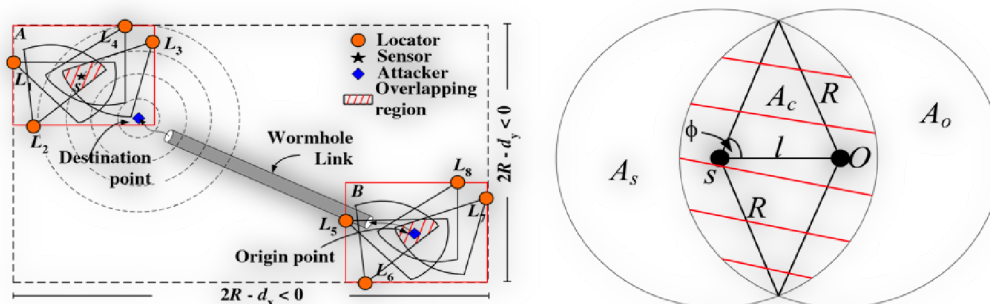 A
L4
L3
L1
s
L2
Locator
Sensor
Attacker
Overlapping
region
Destination
point
Wormhole
Link
B
L8
L7
L5
L6
Origin point
2R - dy < 0
2R - dx < 0
Ac
R
Ao
ϕ
l
s
O
As
R